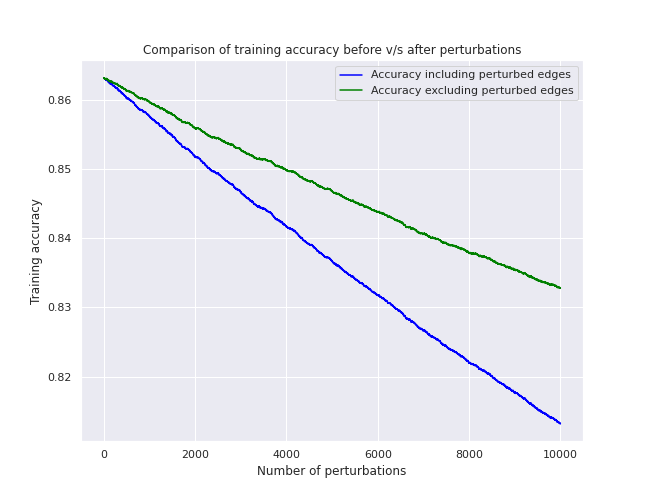 Comparison of training accuracy before v/s after perturbations
Accuracy including perturbed edges
Accuracy excluding perturbed edges
0.86
0.85
0.84
0.83
0.82
Training accuracy
0 2000 4000 6000 8000 10000
Number of perturbations